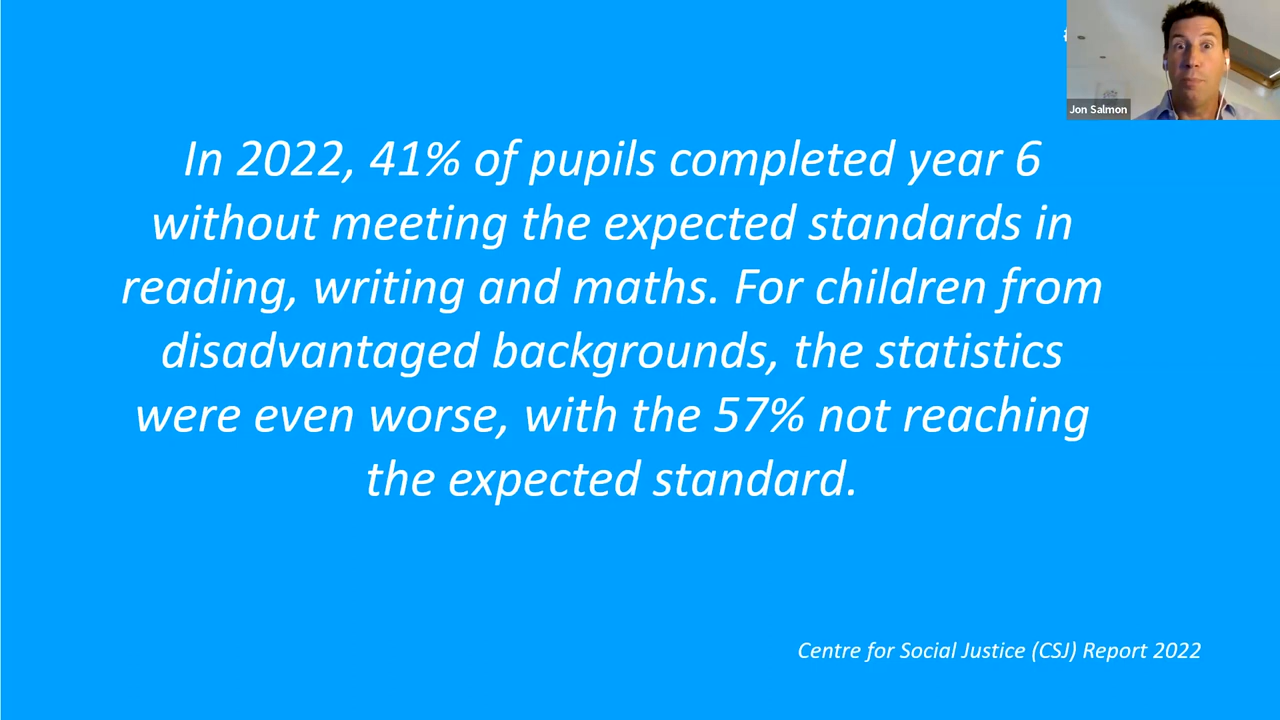 Jon Salmon
In 2022, 41% of pupils completed year 6
without meeting the expected standards in
reading, writing and maths. For children from
disadvantaged backgrounds, the statistics
were even worse, with the 57% not reaching
the expected standard.
Centre for Social Justice (CSJ) Report 2022